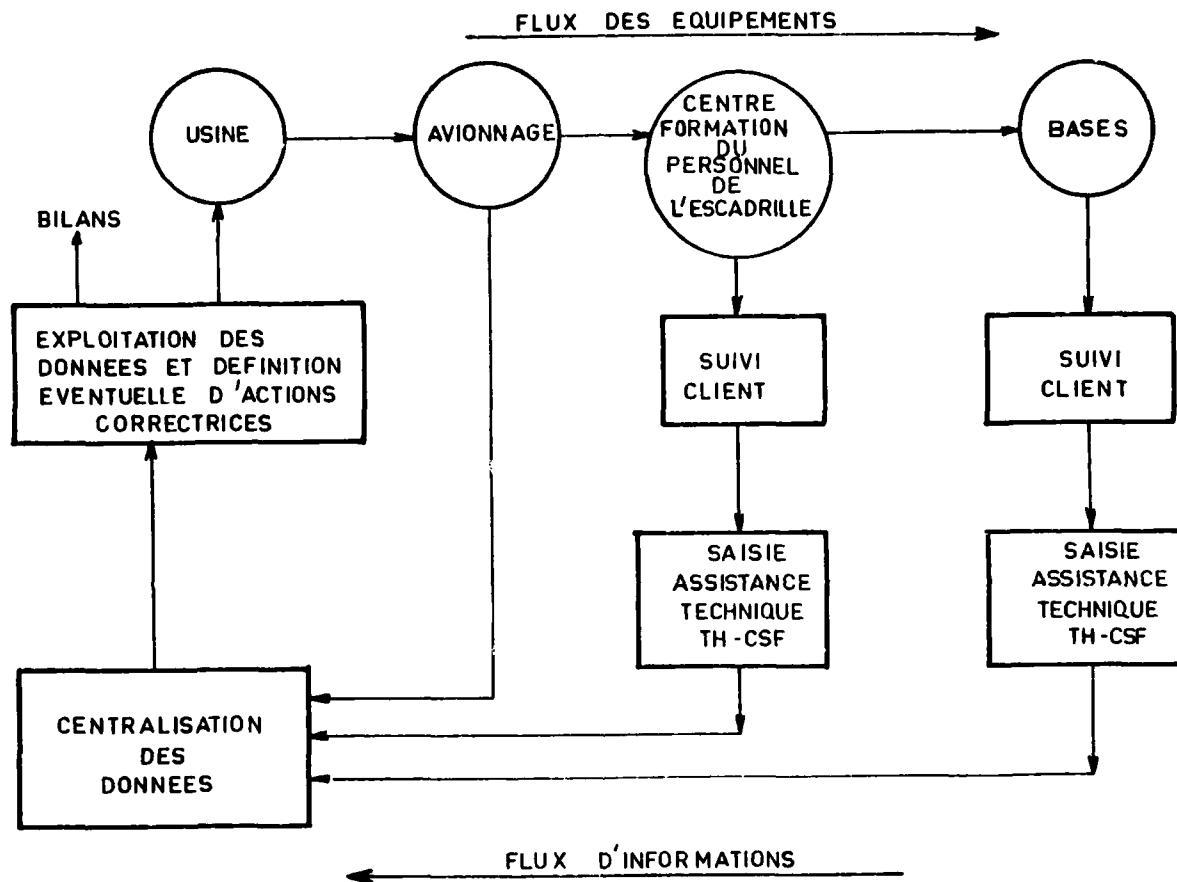 FLUX DES EQUIPEMENTS
USINE
AVIONNAGE
CENTRE
FORMATION
DU
PERSONNEL
DE
L'ESCADRILLE
BASES
BILANS
EXPLOITATION DES
DONNEES ET DEFINITION
EVENTUELLE D'ACTIONS
CORRECTRICES
SUIVI
CLIENT
SUIVI
CLIENT
SAISIE
ASSISTANCE
TECHNIQUE
TH-CSF
SAISIE
ASSISTANCE
TECHNIQUE
TH-CSF
CENTRALISATION
DES
DONNEES
FLUX D'INFORMATIONS